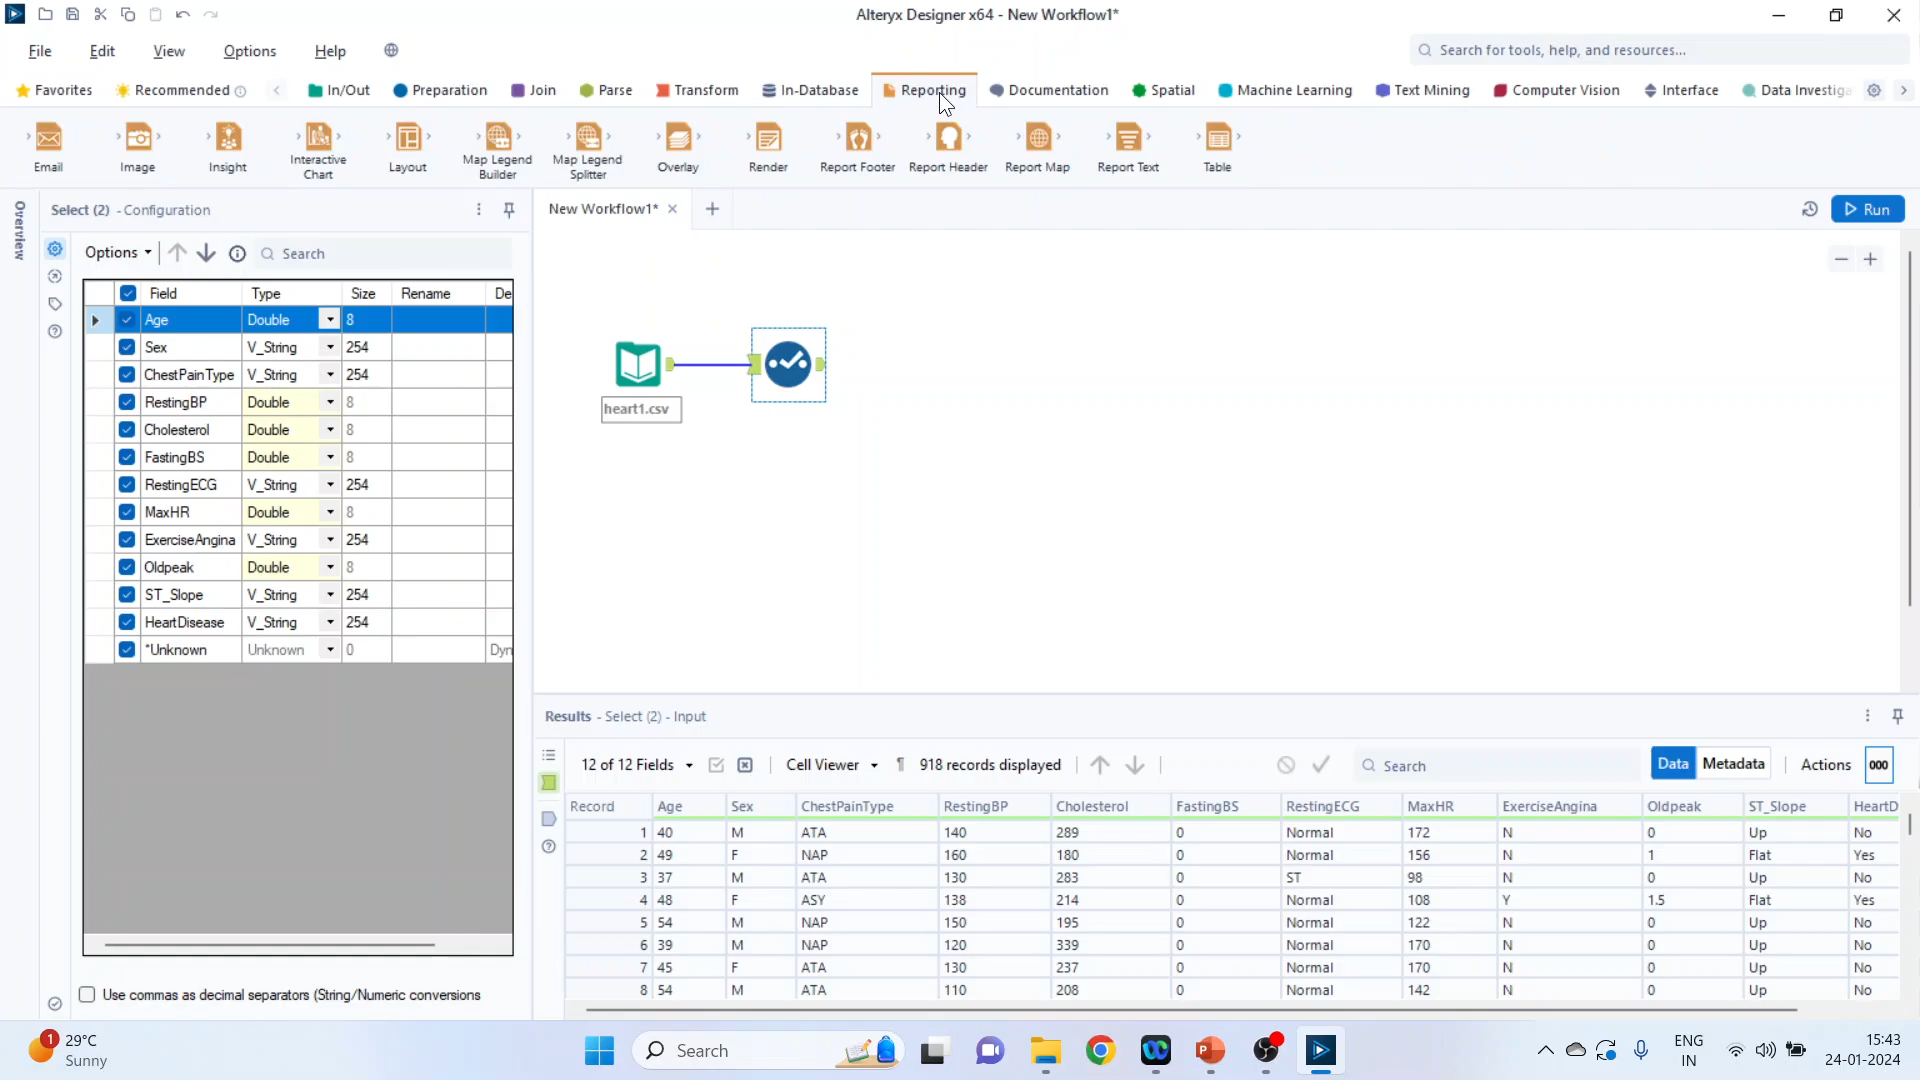 Alteryx Designer x64 - New Workflow1*
File Edit View Options Help
Search for tools, help, and resources...
Favorites Recommended In/Out Preparation Join Parse Transform In-Database Reporting Documentation Spatial Machine Learning Text Mining Computer Vision Interface Data Investiga
Email Image Insight Interactive Chart Layout Map Legend Builder Map Legend Splitter Overlay Render Report Footer Report Header Report Map Report Text Table
Overview
Select (2) - Configuration
New Workflow1*
Run
Options Search
Field Type Size Rename De
Age Double 8
Sex V_String 254
ChestPainType V_String 254
RestingBP Double 8
Cholesterol Double 8
FastingBS Double 8
RestingECG V_String 254
MaxHR Double 8
ExerciseAngina V_String 254
Oldpeak Double 8
ST_Slope V_String 254
HeartDisease V_String 254
*Unknown Unknown 0 Dyn
Use commas as decimal separators (String/Numeric conversions
heart1.csv
Results - Select (2) - Input
12 of 12 Fields Cell Viewer 918 records displayed Search Data Metadata Actions 000
Record Age Sex ChestPainType RestingBP Cholesterol FastingBS RestingECG MaxHR ExerciseAngina Oldpeak ST_Slope HeartD
1 40 M ATA 140 289 0 Normal 172 N 0 Up No
2 49 F NAP 160 180 0 Normal 156 N 1 Flat Yes
3 37 M ATA 130 283 0 ST 98 N 0 Up No
4 48 F ASY 138 214 0 Normal 108 Y 1.5 Flat Yes
5 54 M NAP 150 195 0 Normal 122 N 0 Up No
6 39 M NAP 120 339 0 Normal 170 N 0 Up No
7 45 F ATA 130 237 0 Normal 170 N 0 Up No
8 54 M ATA 110 208 0 Normal 142 N 0 Up No
1
29°C
Sunny
Search
ENG
IN
15:43
24-01-2024